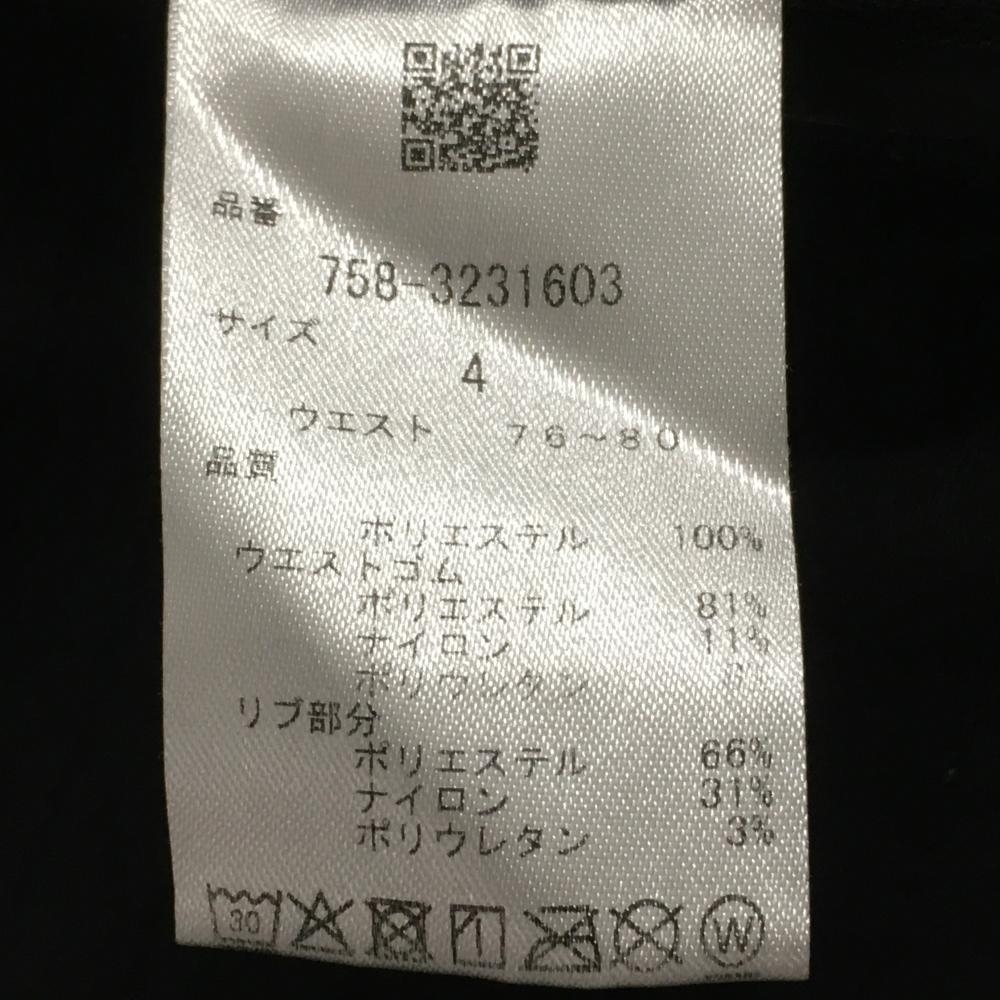 品番
758-3231603
サイズ
4
ウエスト 76~80
品質
ポリエステル 100%
ウエストゴム
ポリエステル 81%
ナイロン 11%
ポリウレタン
リブ部分
ポリエステル 66%
ナイロン 31%
ポリウレタン 3%
30
W